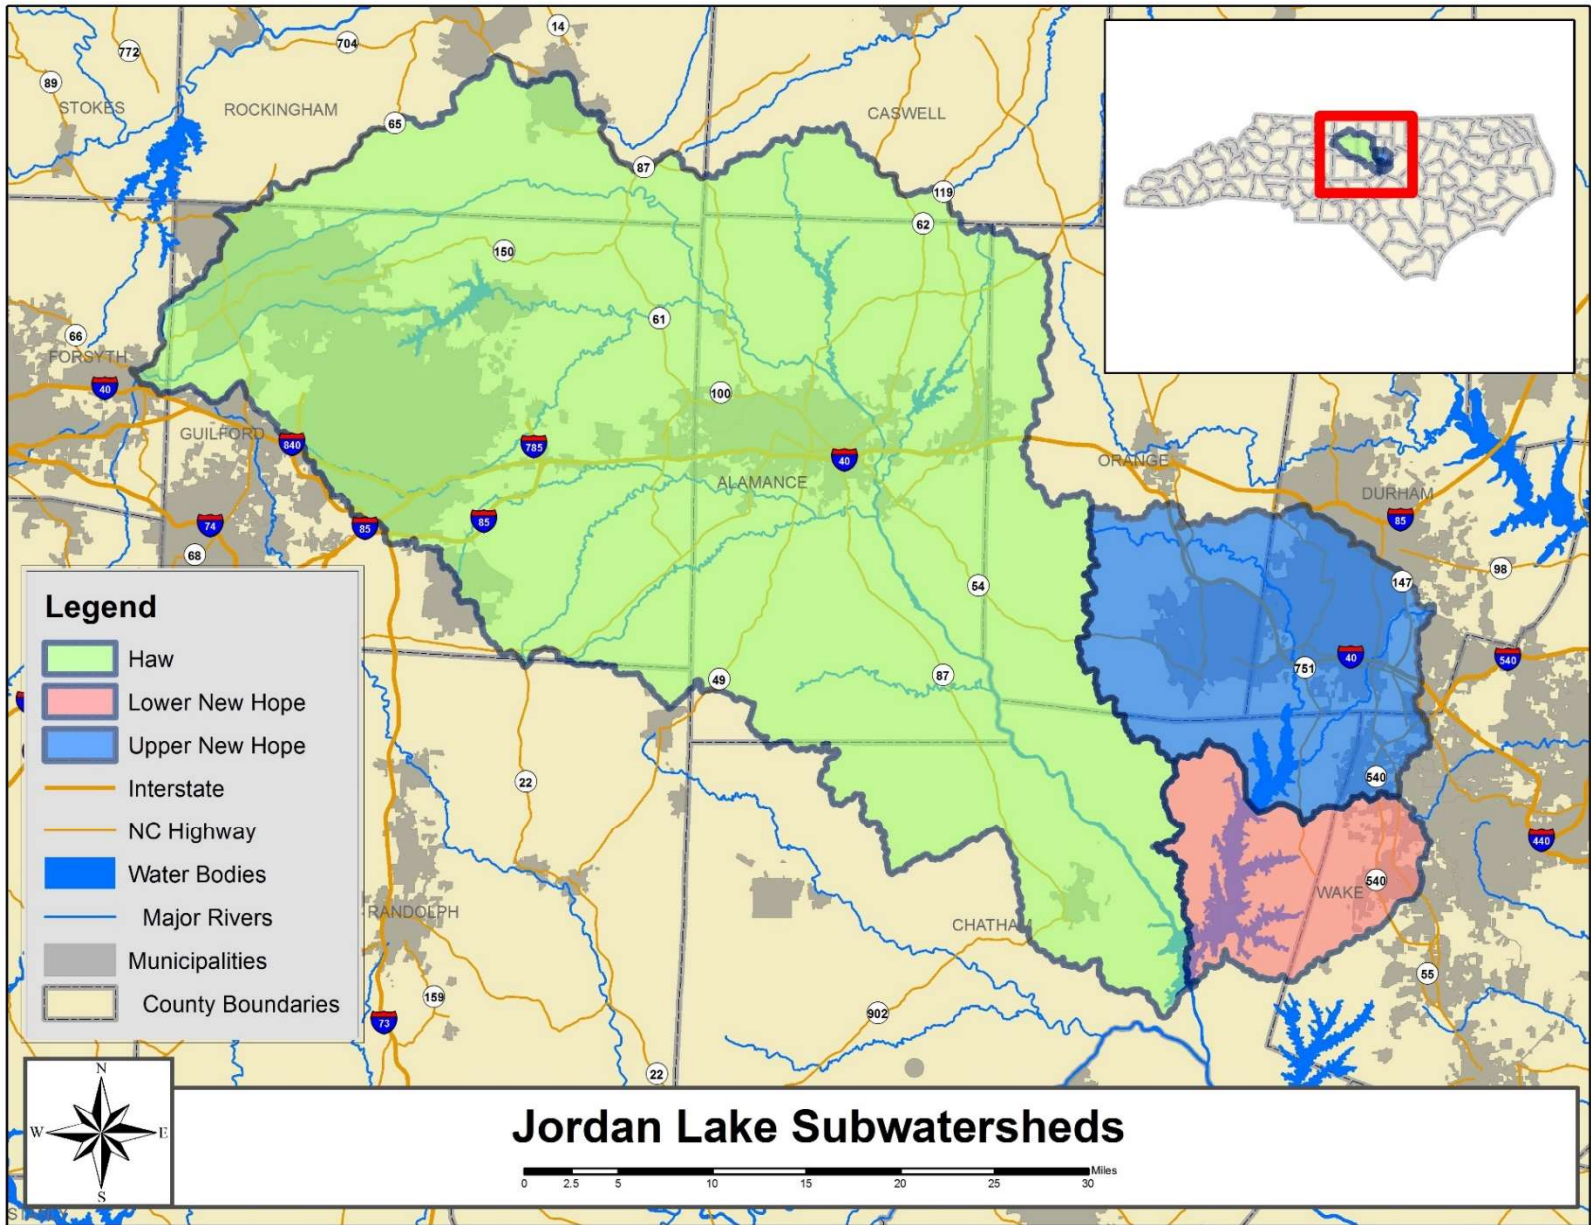 14
704
772
89
STOKES
ROCKINGHAM
CASWELL
65
87
119
62
150
66
61
FORSYTH
40
100
GUILFORD
840
785
40
ORANGE
ALAMANCE
DURHAM
74
85
85
85
68
98
147
54
Legend
Haw
Lower New Hope
Upper New Hope
Interstate
NC Highway
Water Bodies
Major Rivers
Municipalities
County Boundaries
49
87
751
40
540
22
540
440
540
WAKE
RANDOLPH
CHATHAM
55
159
902
73
22
N
W
E
S
Jordan Lake Subwatersheds
0 2.5 5 10 15 20 25 30 Miles